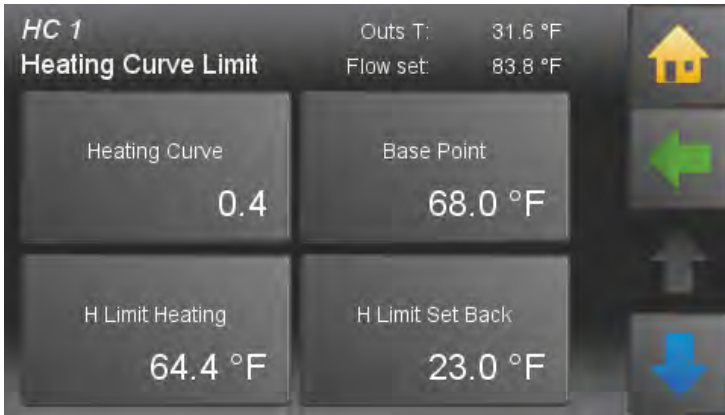 HC 1 Outs T: 31.6 °F
Heating Curve Limit Flow set: 83.8 °F
Heating Curve Base Point
0.4 68.0 °F
H Limit Heating H Limit Set Back
64.4 °F 23.0 °F